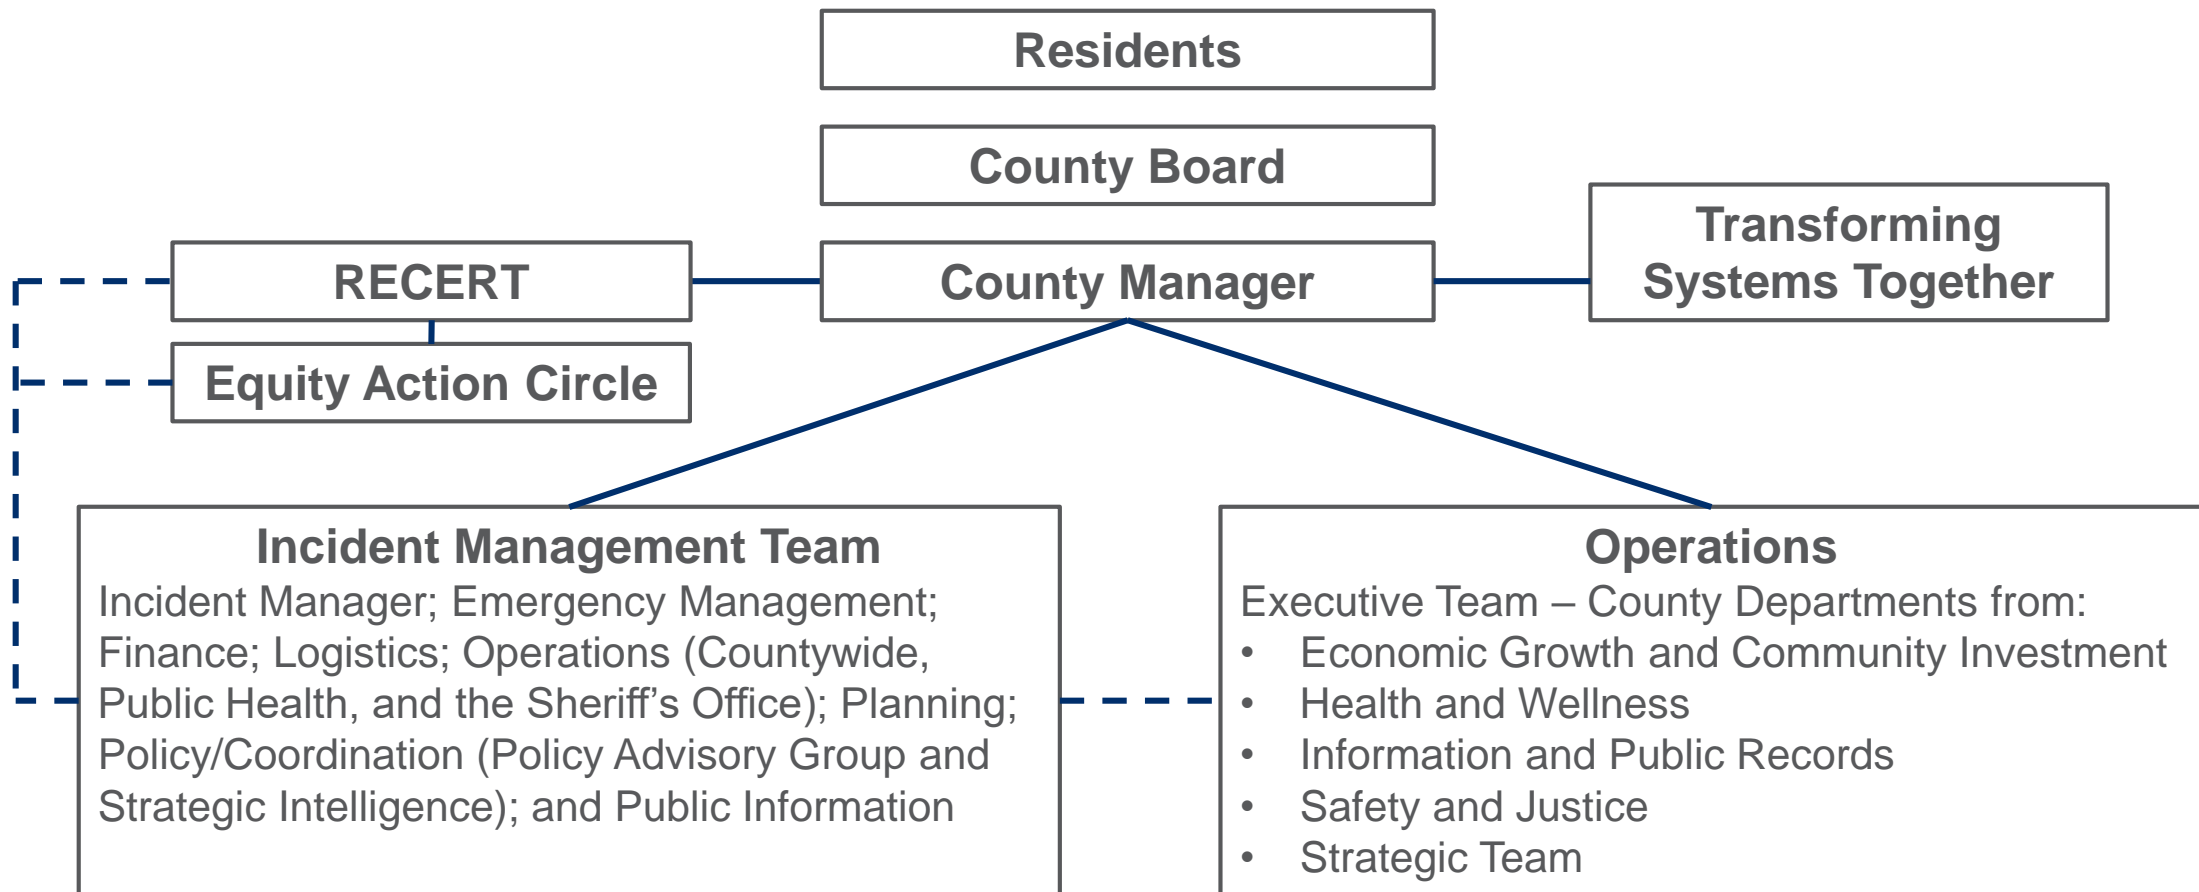 Residents
County Board
Transforming
Systems Together
RECERT
County Manager
Equity Action Circle
Incident Management Team
Incident Manager; Emergency Management;
Finance; Logistics; Operations (Countywide,
Public Health, and the Sheriff’s Office); Planning;
Policy/Coordination (Policy Advisory Group and
Strategic Intelligence); and Public Information
Operations
Executive Team – County Departments from:
• Economic Growth and Community Investment
• Health and Wellness
• Information and Public Records
• Safety and Justice
• Strategic Team